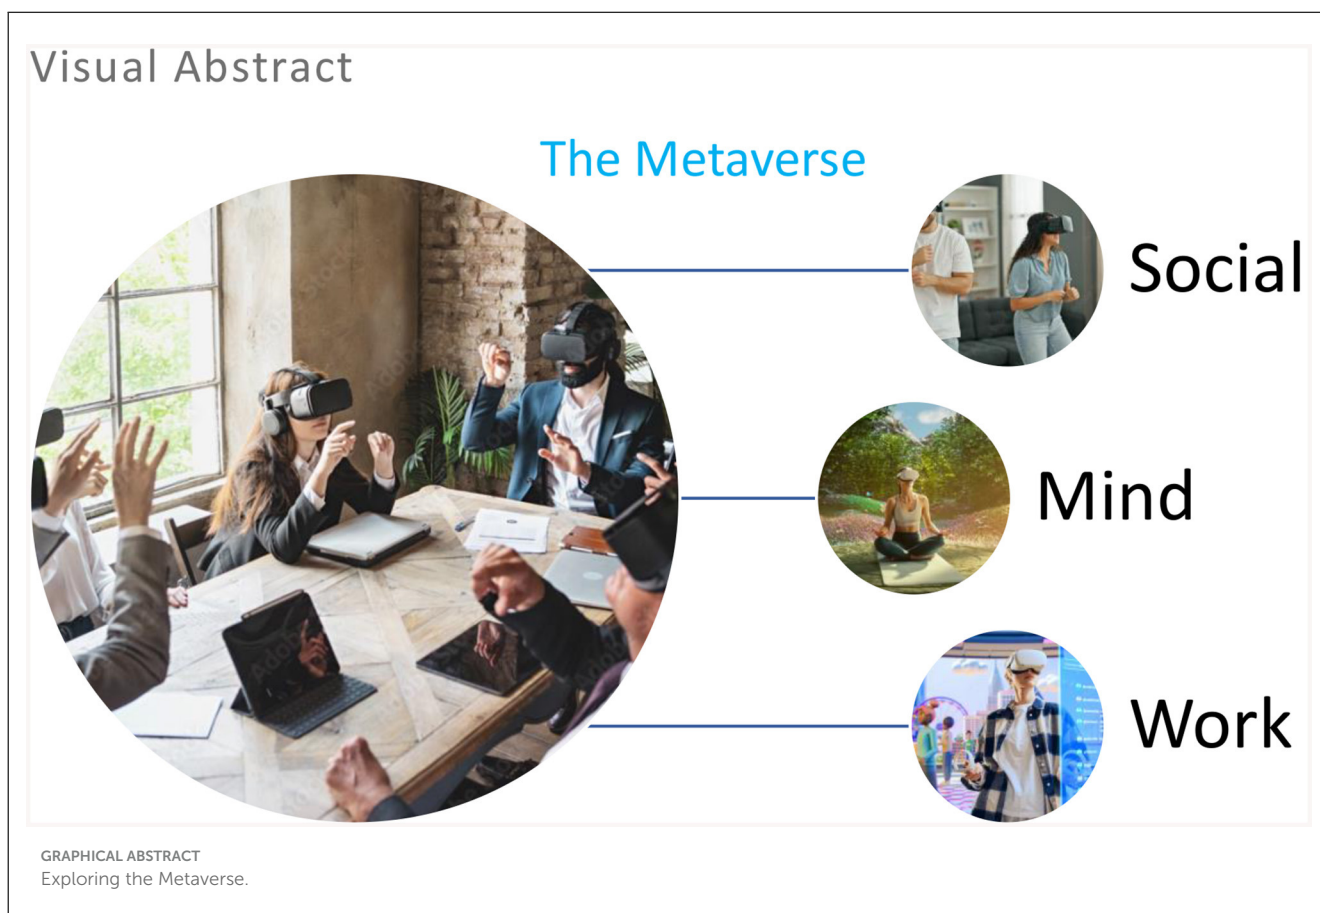 Visual Abstract
The Metaverse
Social
Mind
Work
GRAPHICAL ABSTRACT
Exploring the Metaverse.